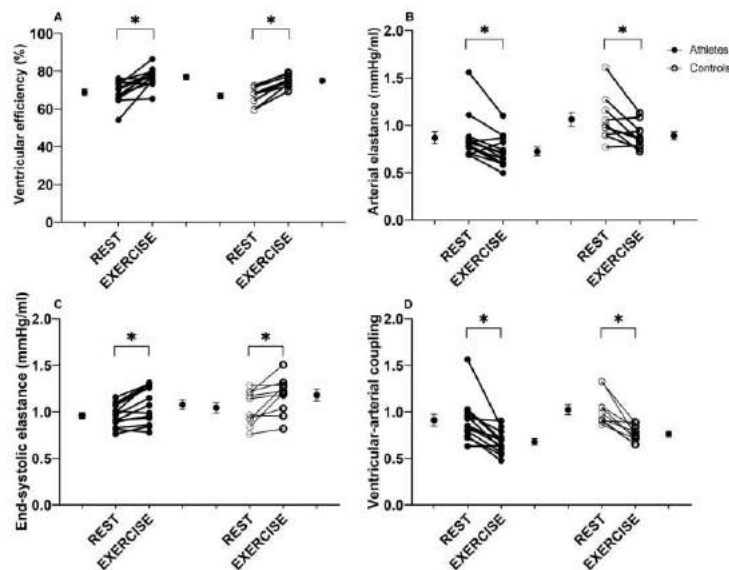 A
Ventricular efficiency (%)
100
80
60
40
20
0
*
*
REST
EXERCISE
REST
EXERCISE
B
Arterial elastance (mmHg/ml)
2.0
1.5
1.0
0.5
0.0
*
*
REST
EXERCISE
REST
EXERCISE
Athletes
Controls
C
End-systolic elastance (mmHg/ml)
2.0
1.5
1.0
0.5
0.0
*
*
REST
EXERCISE
REST
EXERCISE
D
Ventricular-arterial coupling
2.0
1.5
1.0
0.5
0.0
*
*
REST
EXERCISE
REST
EXERCISE